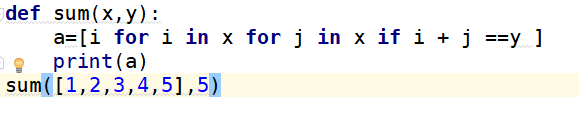 def sum(x,y):
    a=[i for i in x for j in x if i + j ==y ]
    print(a)
sum([1,2,3,4,5],5)